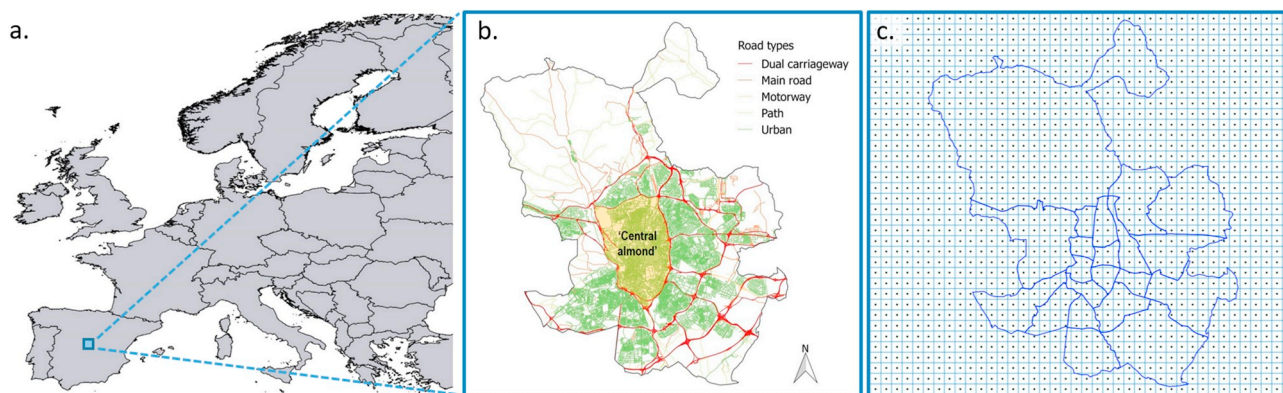 a.
b.
Road types
Dual carriageway
Main road
Motorway
Path
Urban
'Central
almond'
N
c.